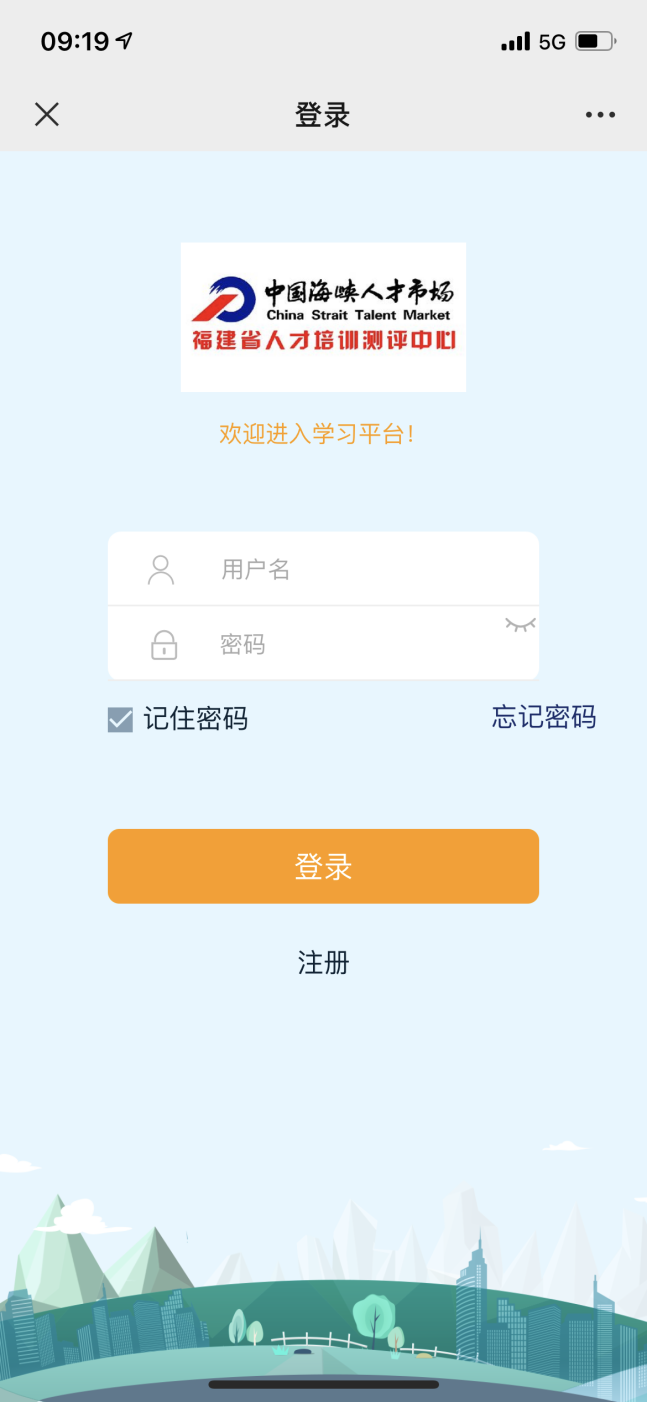 09:19
5G
登录
中国海峡人才市场
China Strait Talent Market
福建省人才培训测评中心
欢迎进入学习平台!
用户名
密码
记住密码
忘记密码
登录
注册